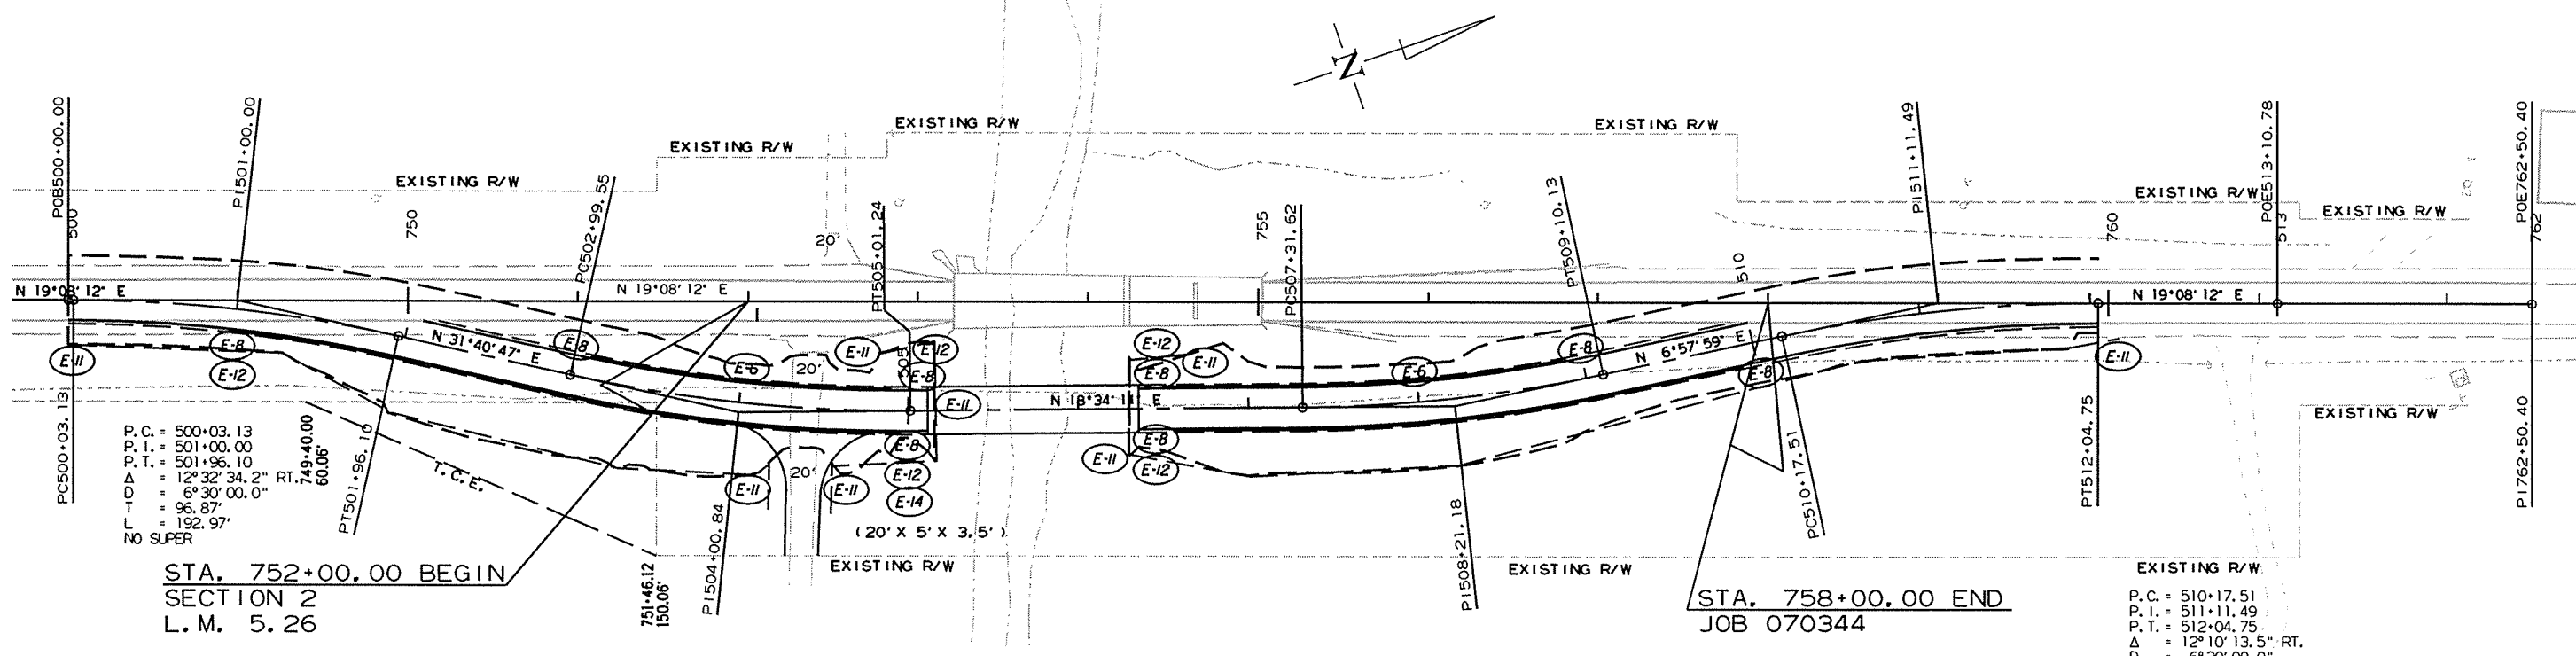 N
EXISTING R/W
EXISTING R/W
EXISTING R/W
EXISTING R/W
EXISTING R/W
EXISTING R/W
POB500+00.00
500
PI501+00.00
750
PC502+99.55
20'
PT505+01.24
505
755
PC507+31.62
PT509+10.13
510
PI511+11.49
760
POE513+10.78
513
POE762+50.40
762
N 19°08'12" E
N 19°08'12" E
N 19°08'12" E
N 31°40'47" E
N 18°34'11" E
N 6°57'59" E
E-11
E-8
E-12
E-8
E-6
20'
E-11
E-12
E-8
E-11
E-12
E-8
E-11
E-6
E-8
E-8
E-11
E-11
E-11
20'
E-8
E-12
E-14
(20' X 5' X 3.5')
E-11
E-8
E-12
PC500+03.13
P.C. = 500+03.13
P.I. = 501+00.00
P.T. = 501+96.10
Δ = 12°32'34.2" RT.
D = 6°30'00.0"
T = 96.87'
L = 192.97'
NO SUPER
749+40.00
60.06'
PT501+96.10
T.C.E.
751+46.12
150.06'
PI504+00.84
EXISTING R/W
PI508+21.18
EXISTING R/W
PC510+17.51
PT512+04.75
EXISTING R/W
EXISTING R/W
PI762+50.40
STA. 752+00.00 BEGIN
SECTION 2
L.M. 5.26
STA. 758+00.00 END
JOB 070344
P.C. = 510+17.51
P.I. = 511+11.49
P.T. = 512+04.75
Δ = 12°10'13.5" RT.